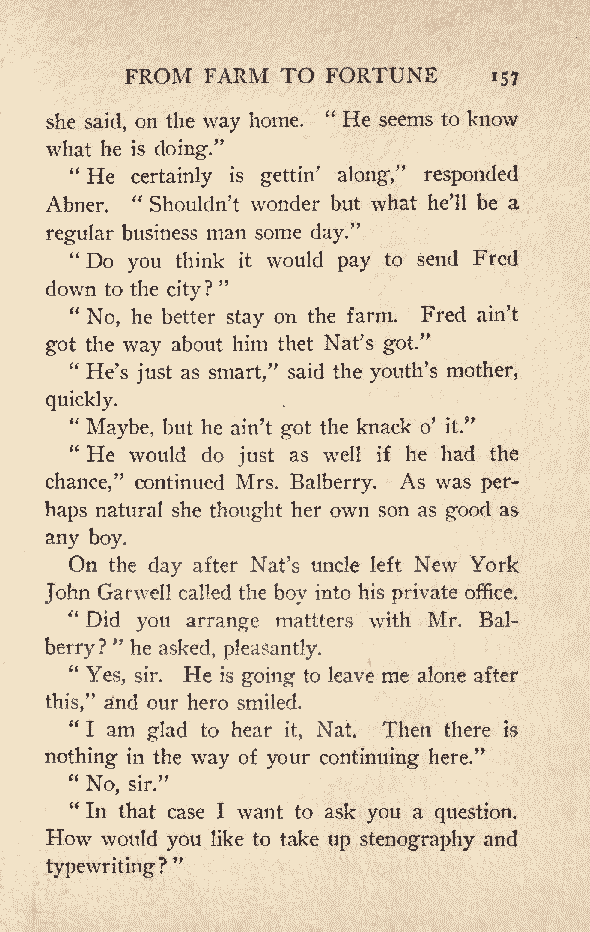 FROM FARM TO FORTUNE 157
she said, on the way home. “ He seems to know
what he is doing.”
“ He certainly is gettin’ along,” responded
Abner. “ Shouldn’t wonder but what he’ll be a
regular business man some day.”
“ Do you think it would pay to send Fred
down to the city? ”
“ No, he better stay on the farm. Fred ain’t
got the way about him thet Nat’s got.”
“ He’s just as smart,” said the youth’s mother,
quickly.
“ Maybe, but he ain’t got the knack o’ it.”
“ He would do just as well if he had the
chance,” continued Mrs. Balberry. As was per-
haps natural she thought her own son as good as
any boy.
On the day after Nat’s uncle left New York
John Garwell called the boy into his private office.
“ Did you arrange mattters with Mr. Bal-
berry? ” he asked, pleasantly.
“ Yes, sir. He is going to leave me alone after
this,” and our hero smiled.
“ I am glad to hear it, Nat. Then there is
nothing in the way of your continuing here.”
“ No, sir.”
“ In that case I want to ask you a question.
How would you like to take up stenography and
typewriting? ”